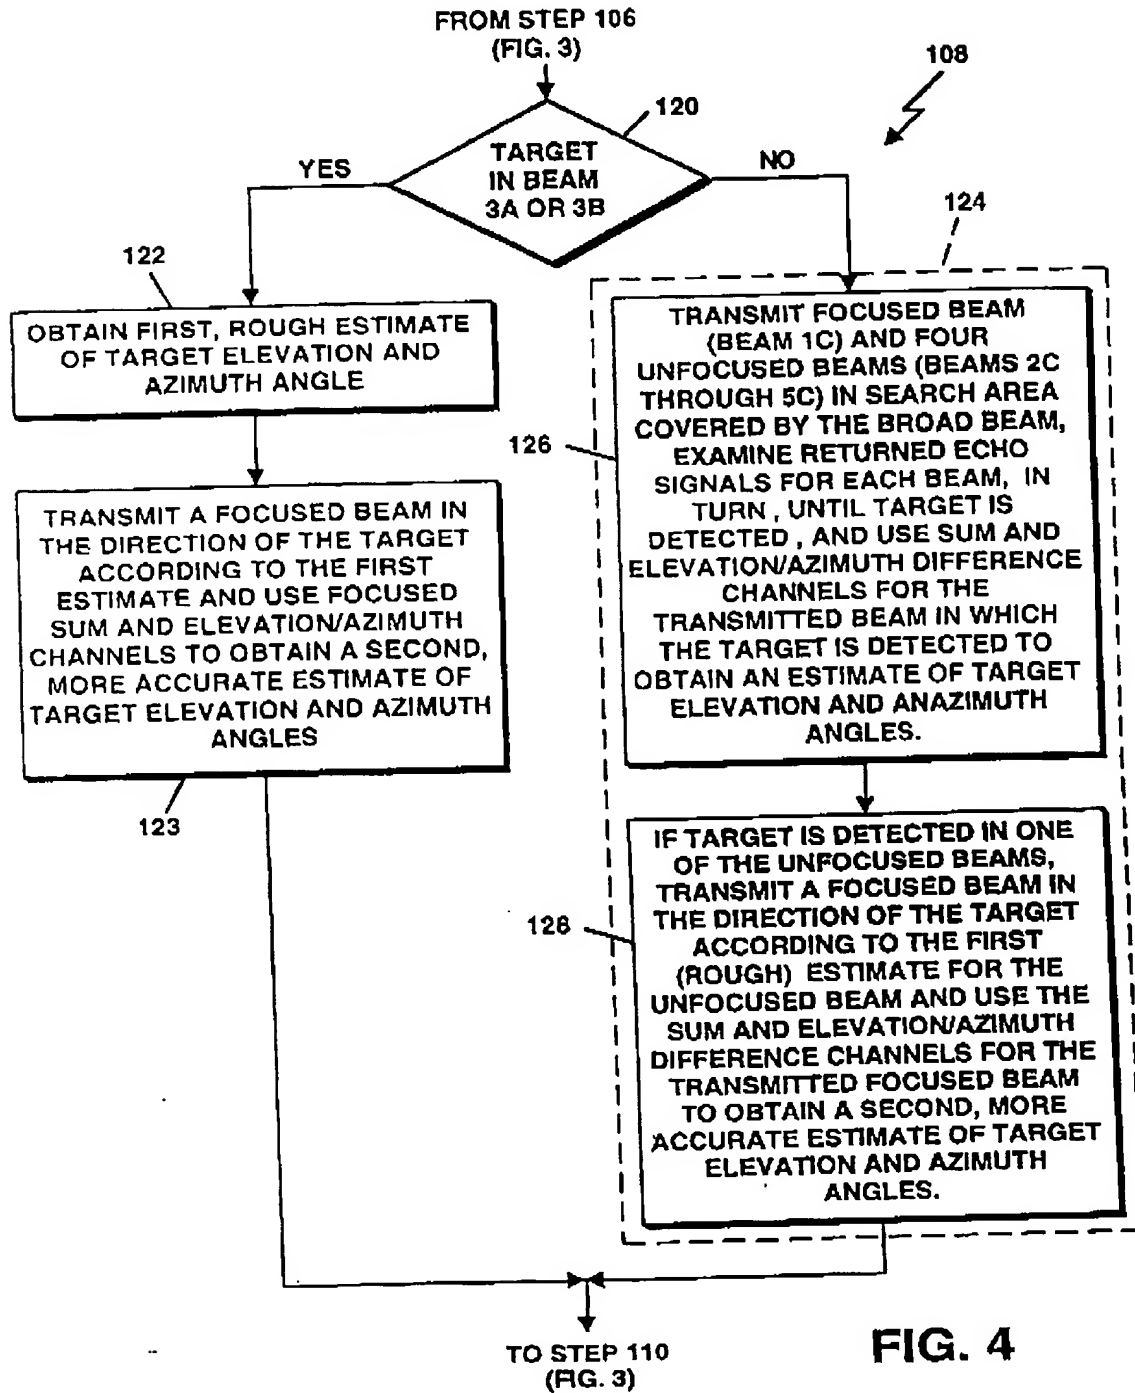 FROM STEP 106
(FIG. 3)
108
120
TARGET
IN BEAM
3A OR 3B
YES
NO
124
122
OBTAIN FIRST, ROUGH ESTIMATE
OF TARGET ELEVATION AND
AZIMUTH ANGLE
TRANSMIT A FOCUSED BEAM IN
THE DIRECTION OF THE TARGET
ACCORDING TO THE FIRST
ESTIMATE AND USE FOCUSED
SUM AND ELEVATION/AZIMUTH
CHANNELS TO OBTAIN A SECOND,
MORE ACCURATE ESTIMATE OF
TARGET ELEVATION AND AZIMUTH
ANGLES
123
TRANSMIT FOCUSED BEAM
(BEAM 1C) AND FOUR
UNFOCUSED BEAMS (BEAMS 2C
THROUGH 5C) IN SEARCH AREA
COVERED BY THE BROAD BEAM,
EXAMINE RETURNED ECHO
SIGNALS FOR EACH BEAM, IN
TURN, UNTIL TARGET IS
DETECTED, AND USE SUM AND
ELEVATION/AZIMUTH DIFFERENCE
CHANNELS FOR THE
TRANSMITTED BEAM IN WHICH
THE TARGET IS DETECTED TO
OBTAIN AN ESTIMATE OF TARGET
ELEVATION AND ANAZIMUTH
ANGLES.
126
IF TARGET IS DETECTED IN ONE
OF THE UNFOCUSED BEAMS,
TRANSMIT A FOCUSED BEAM IN
THE DIRECTION OF THE TARGET
ACCORDING TO THE FIRST
(ROUGH) ESTIMATE FOR THE
UNFOCUSED BEAM AND USE THE
SUM AND ELEVATION/AZIMUTH
DIFFERENCE CHANNELS FOR THE
TRANSMITTED FOCUSED BEAM
TO OBTAIN A SECOND, MORE
ACCURATE ESTIMATE OF TARGET
ELEVATION AND AZIMUTH
ANGLES.
128
TO STEP 110
(FIG. 3)
FIG. 4